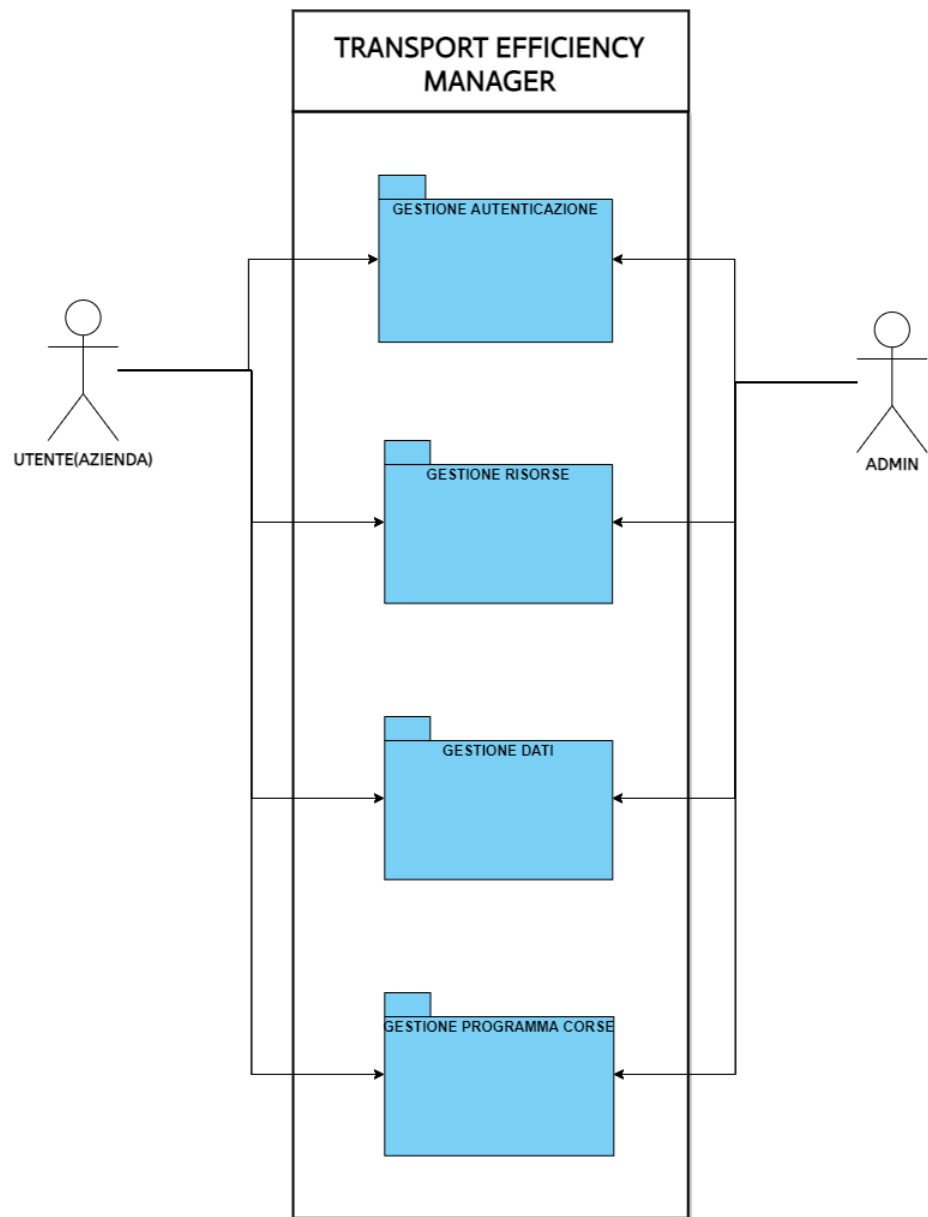 TRANSPORT EFFICIENCY
MANAGER
GESTIONE AUTENTICAZIONE
UTENTE(AZIENDA)
ADMIN
GESTIONE RISORSE
GESTIONE DATI
GESTIONE PROGRAMMA CORSE